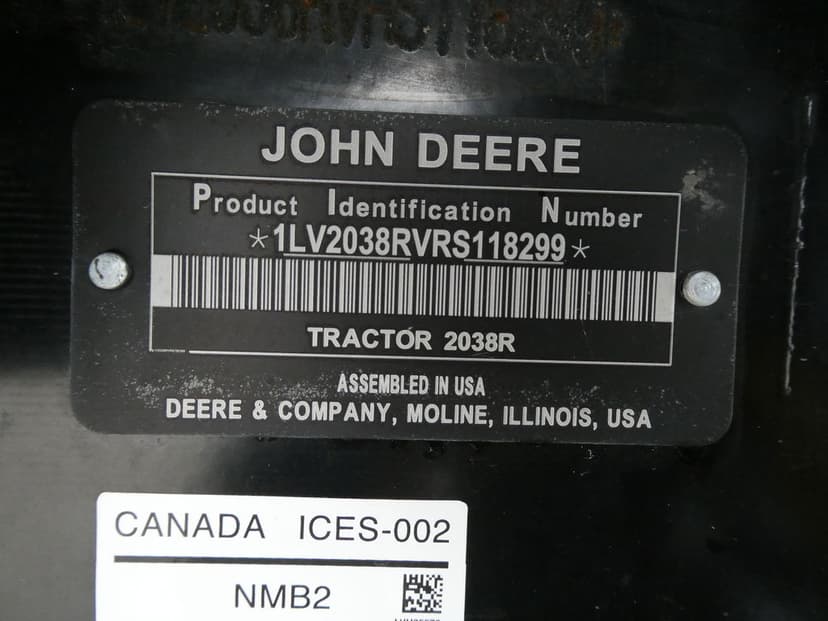 JOHN DEERE
Product Identification Number
*1LV2038RVRS118299*
TRACTOR 2038R
ASSEMBLED IN USA
DEERE & COMPANY, MOLINE, ILLINOIS, USA
CANADA ICES-002
NMB2